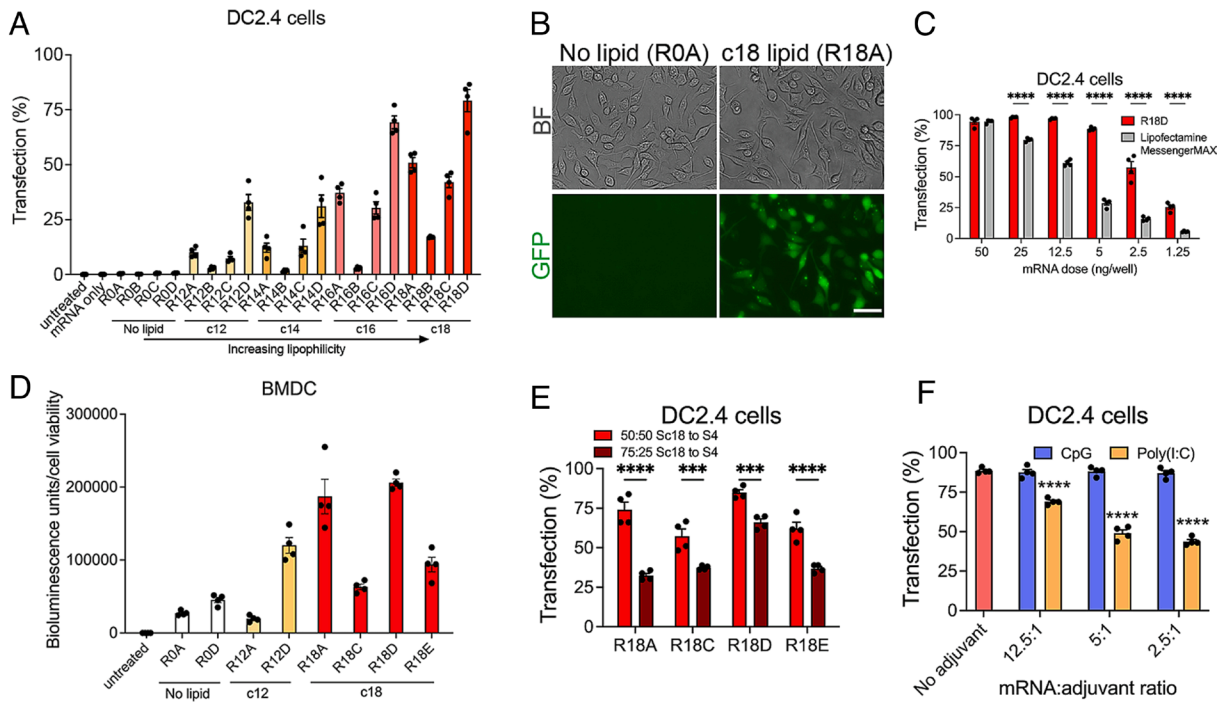 A
DC2.4 cells
Transfection (%)
100
75
50
25
0
untreated
mRNA only
R0A
R0B
R0C
R0D
R12A
R12B
R12C
R12D
R14A
R14B
R14C
R14D
R16A
R16B
R16C
R16D
R18A
R18B
R18C
R18D
No lipid
c12
c14
c16
c18
Increasing lipophilicity
B
No lipid (R0A) c18 lipid (R18A)
BF
GFP
C
DC2.4 cells
**** **** **** **** ****
Transfection (%)
100
75
50
25
0
R18D
Lipofectamine
MessengerMAX
50 25 12.5 5 2.5 1.25
mRNA dose (ng/well)
D
BMDC
Bioluminescence units/cell viability
300000
200000
100000
0
untreated
R0A
R0D
R12A
R12D
R18A
R18C
R18D
R18E
No lipid
c12
c18
E
DC2.4 cells
50:50 Sc18 to S4
75:25 Sc18 to S4
**** *** *** ****
Transfection (%)
100
75
50
25
0
R18A R18C R18D R18E
F
DC2.4 cells
CpG Poly(I:C)
Transfection (%)
100
75
50
25
0
****
****
****
No adjuvant
12.5:1
5:1
2.5:1
mRNA:adjuvant ratio